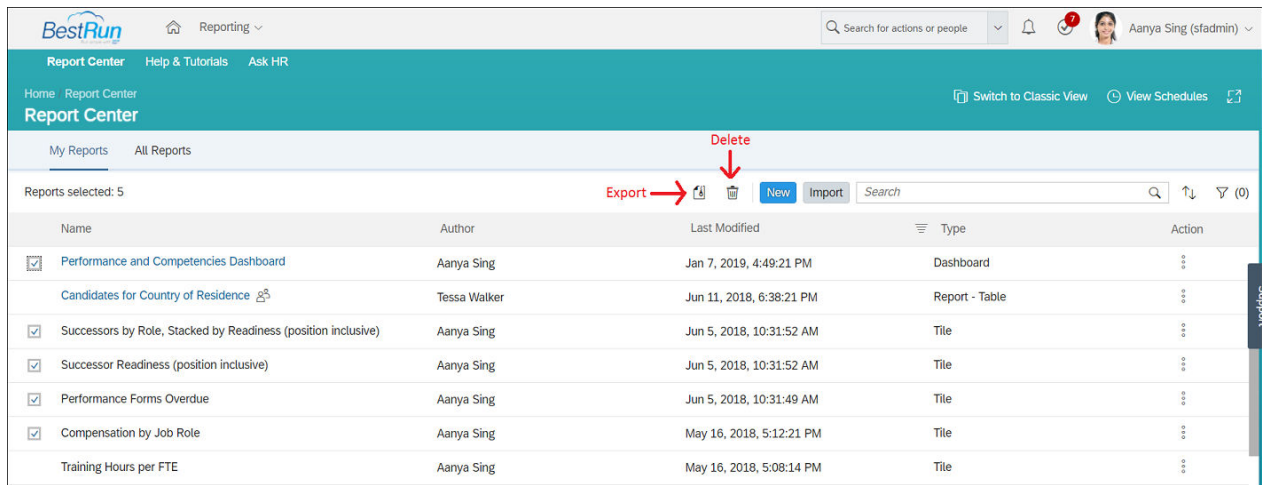 BestRun
Reporting
Search for actions or people
7
Aanya Sing (sfadmin)
Report Center Help & Tutorials Ask HR
Home Report Center
Switch to Classic View View Schedules
Report Center
My Reports All Reports
Delete
Reports selected: 5
Export
New Import Search (0)
Name Author Last Modified Type Action
Performance and Competencies Dashboard Aanya Sing Jan 7, 2019, 4:49:21 PM Dashboard
Candidates for Country of Residence Tessa Walker Jun 11, 2018, 6:38:21 PM Report - Table
Successors by Role, Stacked by Readiness (position inclusive) Aanya Sing Jun 5, 2018, 10:31:52 AM Tile
Successor Readiness (position inclusive) Aanya Sing Jun 5, 2018, 10:31:52 AM Tile
Performance Forms Overdue Aanya Sing Jun 5, 2018, 10:31:49 AM Tile
Compensation by Job Role Aanya Sing May 16, 2018, 5:12:21 PM Tile
Training Hours per FTE Aanya Sing May 16, 2018, 5:08:14 PM Tile